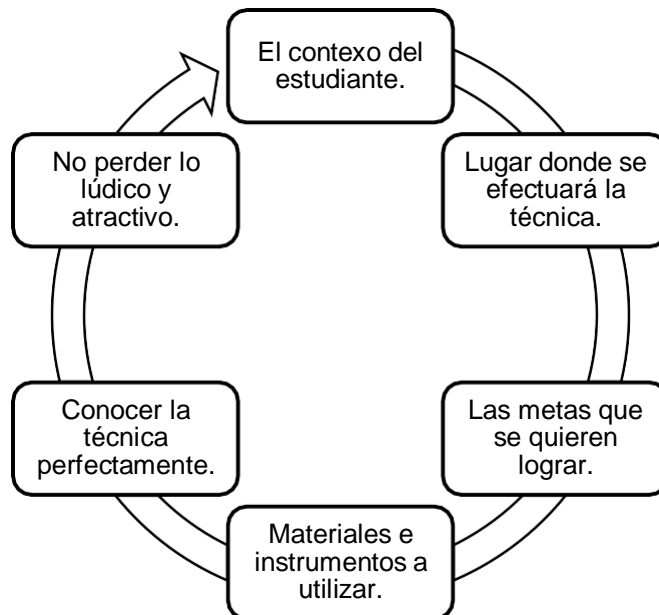 El contexo del
estudiante.
Lugar donde se
efectuará la
técnica.
Las metas que
se quieren
lograr.
Materiales e
instrumentos a
utilizar.
Conocer la
técnica
perfectamente.
No perder lo
lúdico y
atractivo.